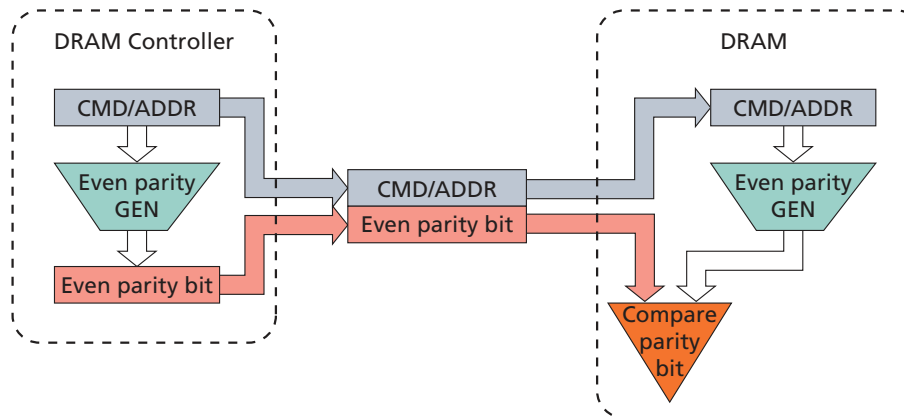 DRAM Controller
CMD/ADDR
Even parity
GEN
Even parity bit
CMD/ADDR
Even parity bit
DRAM
CMD/ADDR
Even parity
GEN
Compare
parity
bit